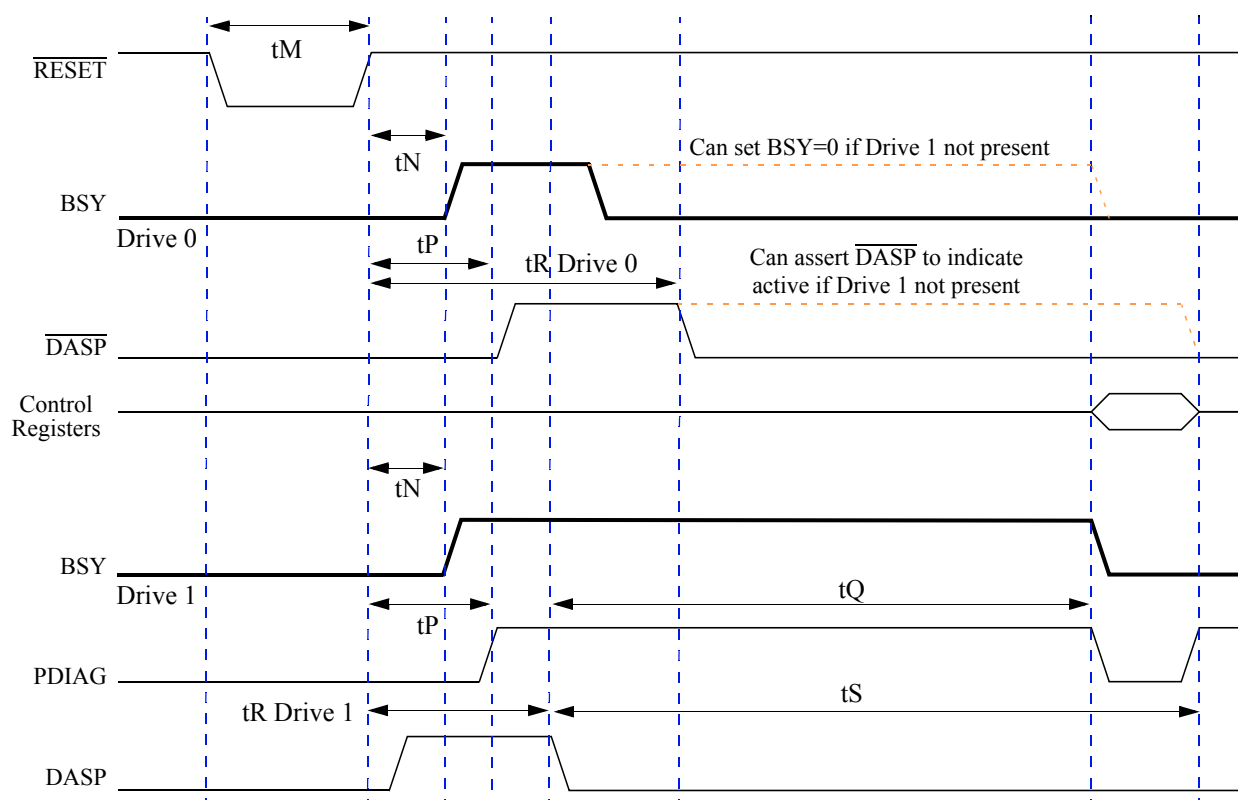 tM
RESET
tN
Can set BSY=0 if Drive 1 not present
BSY
Drive 0
tP
tR Drive 0
Can assert DASP to indicate
active if Drive 1 not present
DASP
Control
Registers
tN
BSY
Drive 1
tP
tQ
PDIAG
tR Drive 1
tS
DASP